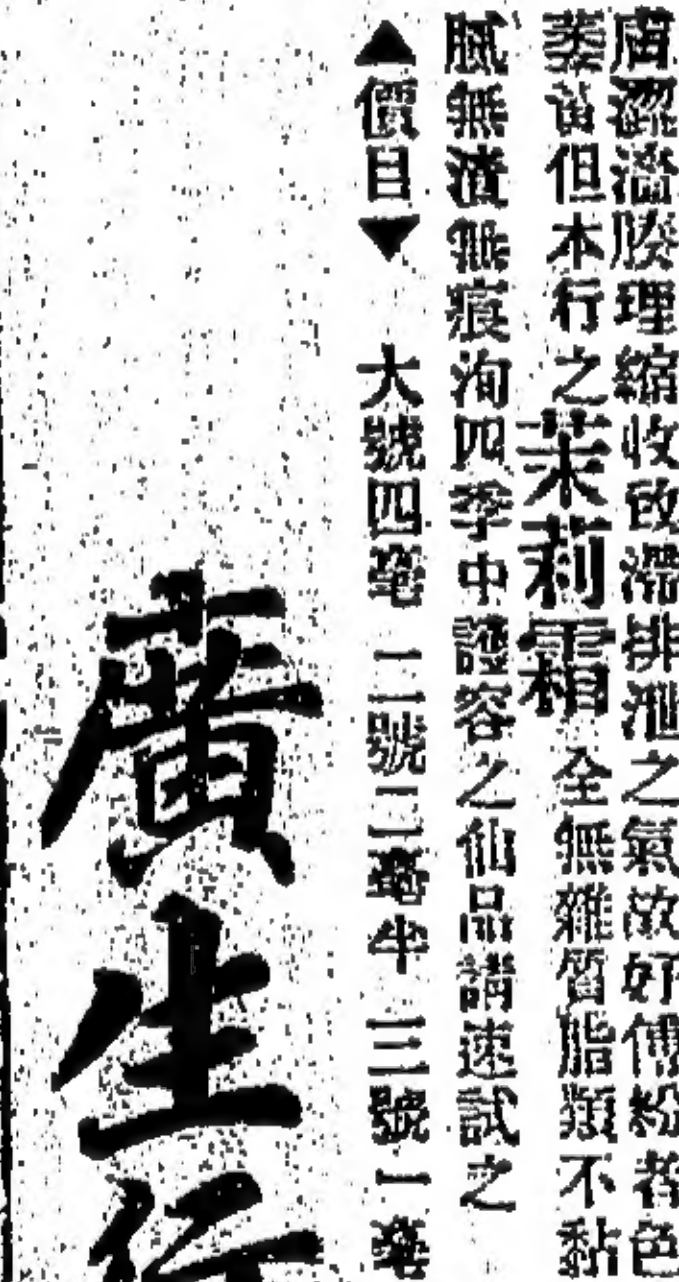 膚澀滯腠理縮收致滯排泄之氣故好傅粉者色
萎黃但本行之茉莉霜全無雜質脂類不黏
膩無渣無痕洵四季中護容之仙品請速試之
▲價目▼ 大號四毫 二號二毫半 三號一毫
廣生行